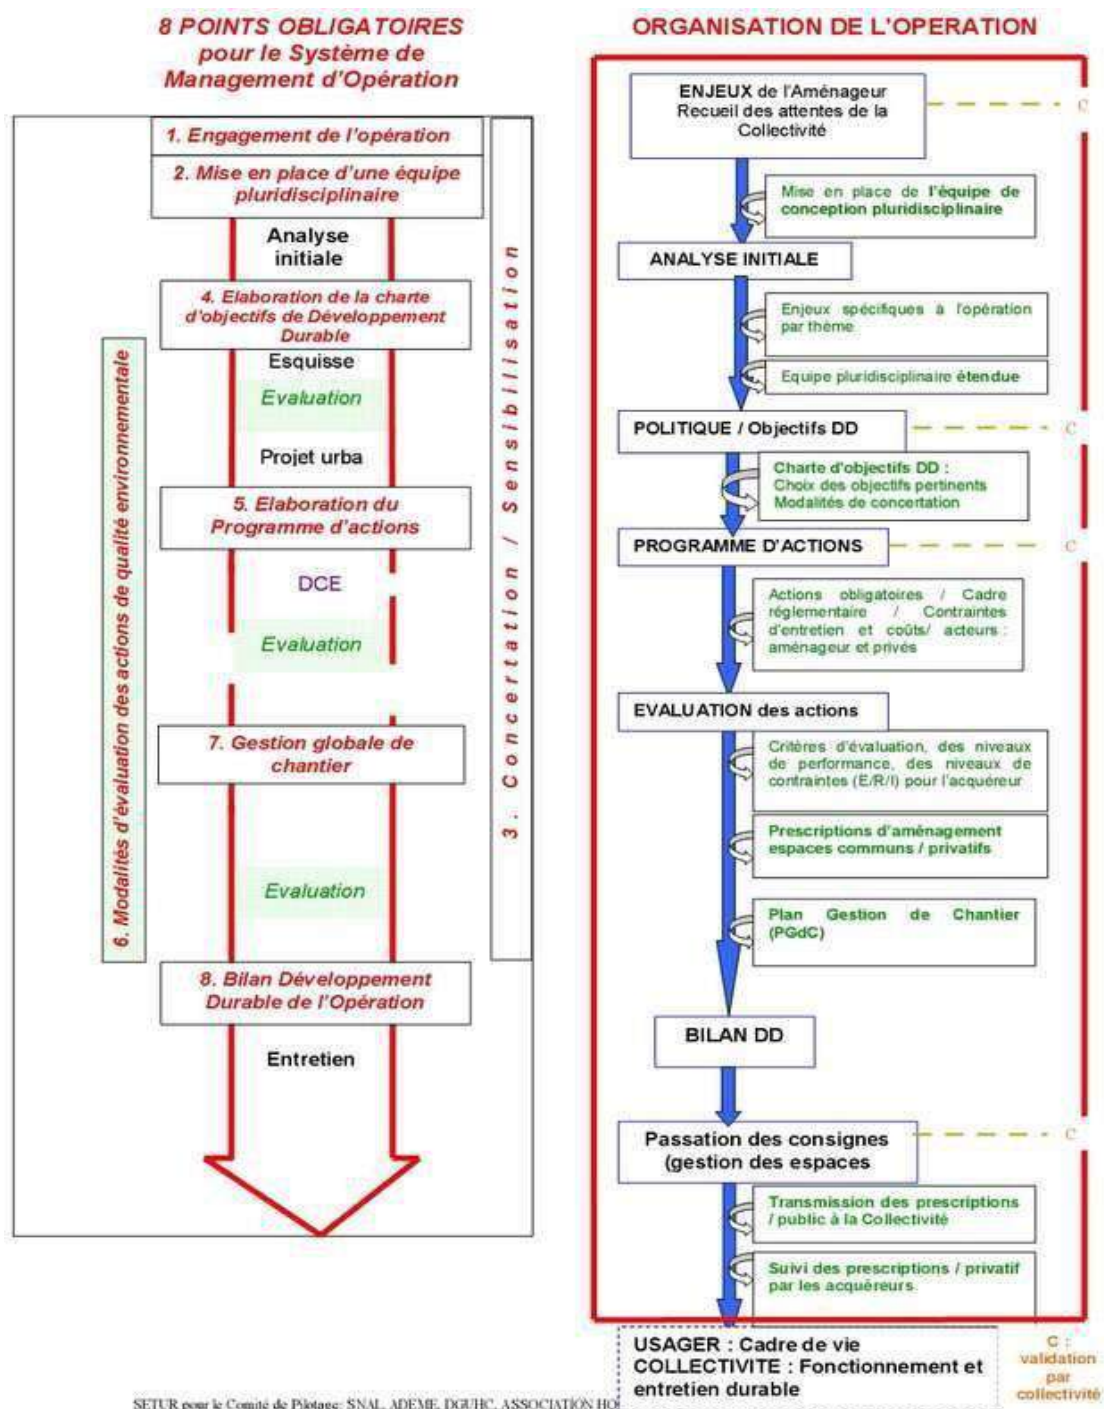 8 POINTS OBLIGATOIRES
pour le Système de
Management d'Opération
1. Engagement de l'opération
2. Mise en place d'une équipe
pluridisciplinaire
Analyse
initiale
4. Elaboration de la charte
d'objectifs de Développement
Durable
Esquisse
Evaluation
Projet urba
5. Elaboration du
Programme d'actions
DCE
Evaluation
7. Gestion globale de
chantier
Evaluation
8. Bilan Développement
Durable de l'Opération
Entretien
6. Modalités d'évaluation des actions de qualité environnementale
3. Concertation / Sensibilisation
ORGANISATION DE L'OPERATION
ENJEUX de l'Aménageur
Recueil des attentes de la
Collectivité
C
Mise en place de l'équipe de
conception pluridisciplinaire
ANALYSE INITIALE
Enjeux spécifiques à l'opération
par thème
Equipe pluridisciplinaire étendue
POLITIQUE / Objectifs DD
C
Charte d'objectifs DD :
Choix des objectifs pertinents
Modalités de concertation
PROGRAMME D'ACTIONS
C
Actions obligatoires / Cadre
réglementaire / Contraintes
d'entretien et coûts/ acteurs :
aménageur et privés
EVALUATION des actions
Critères d'évaluation, des niveaux
de performance, des niveaux de
contraintes (E/R/I) pour l'acquéreur
Prescriptions d'aménagement
espaces communs / privatifs
Plan Gestion de Chantier
(PGdC)
BILAN DD
Passation des consignes
(gestion des espaces
C
Transmission des prescriptions
/ public à la Collectivité
Suivi des prescriptions / privatif
par les acquéreurs
USAGER : Cadre de vie
COLLECTIVITE : Fonctionnement et
entretien durable
C :
validation
par
collectivité
SETUR pour le Comité de Pilotage: SNAL, ADEME, DGUHC, ASSOCIATION HO